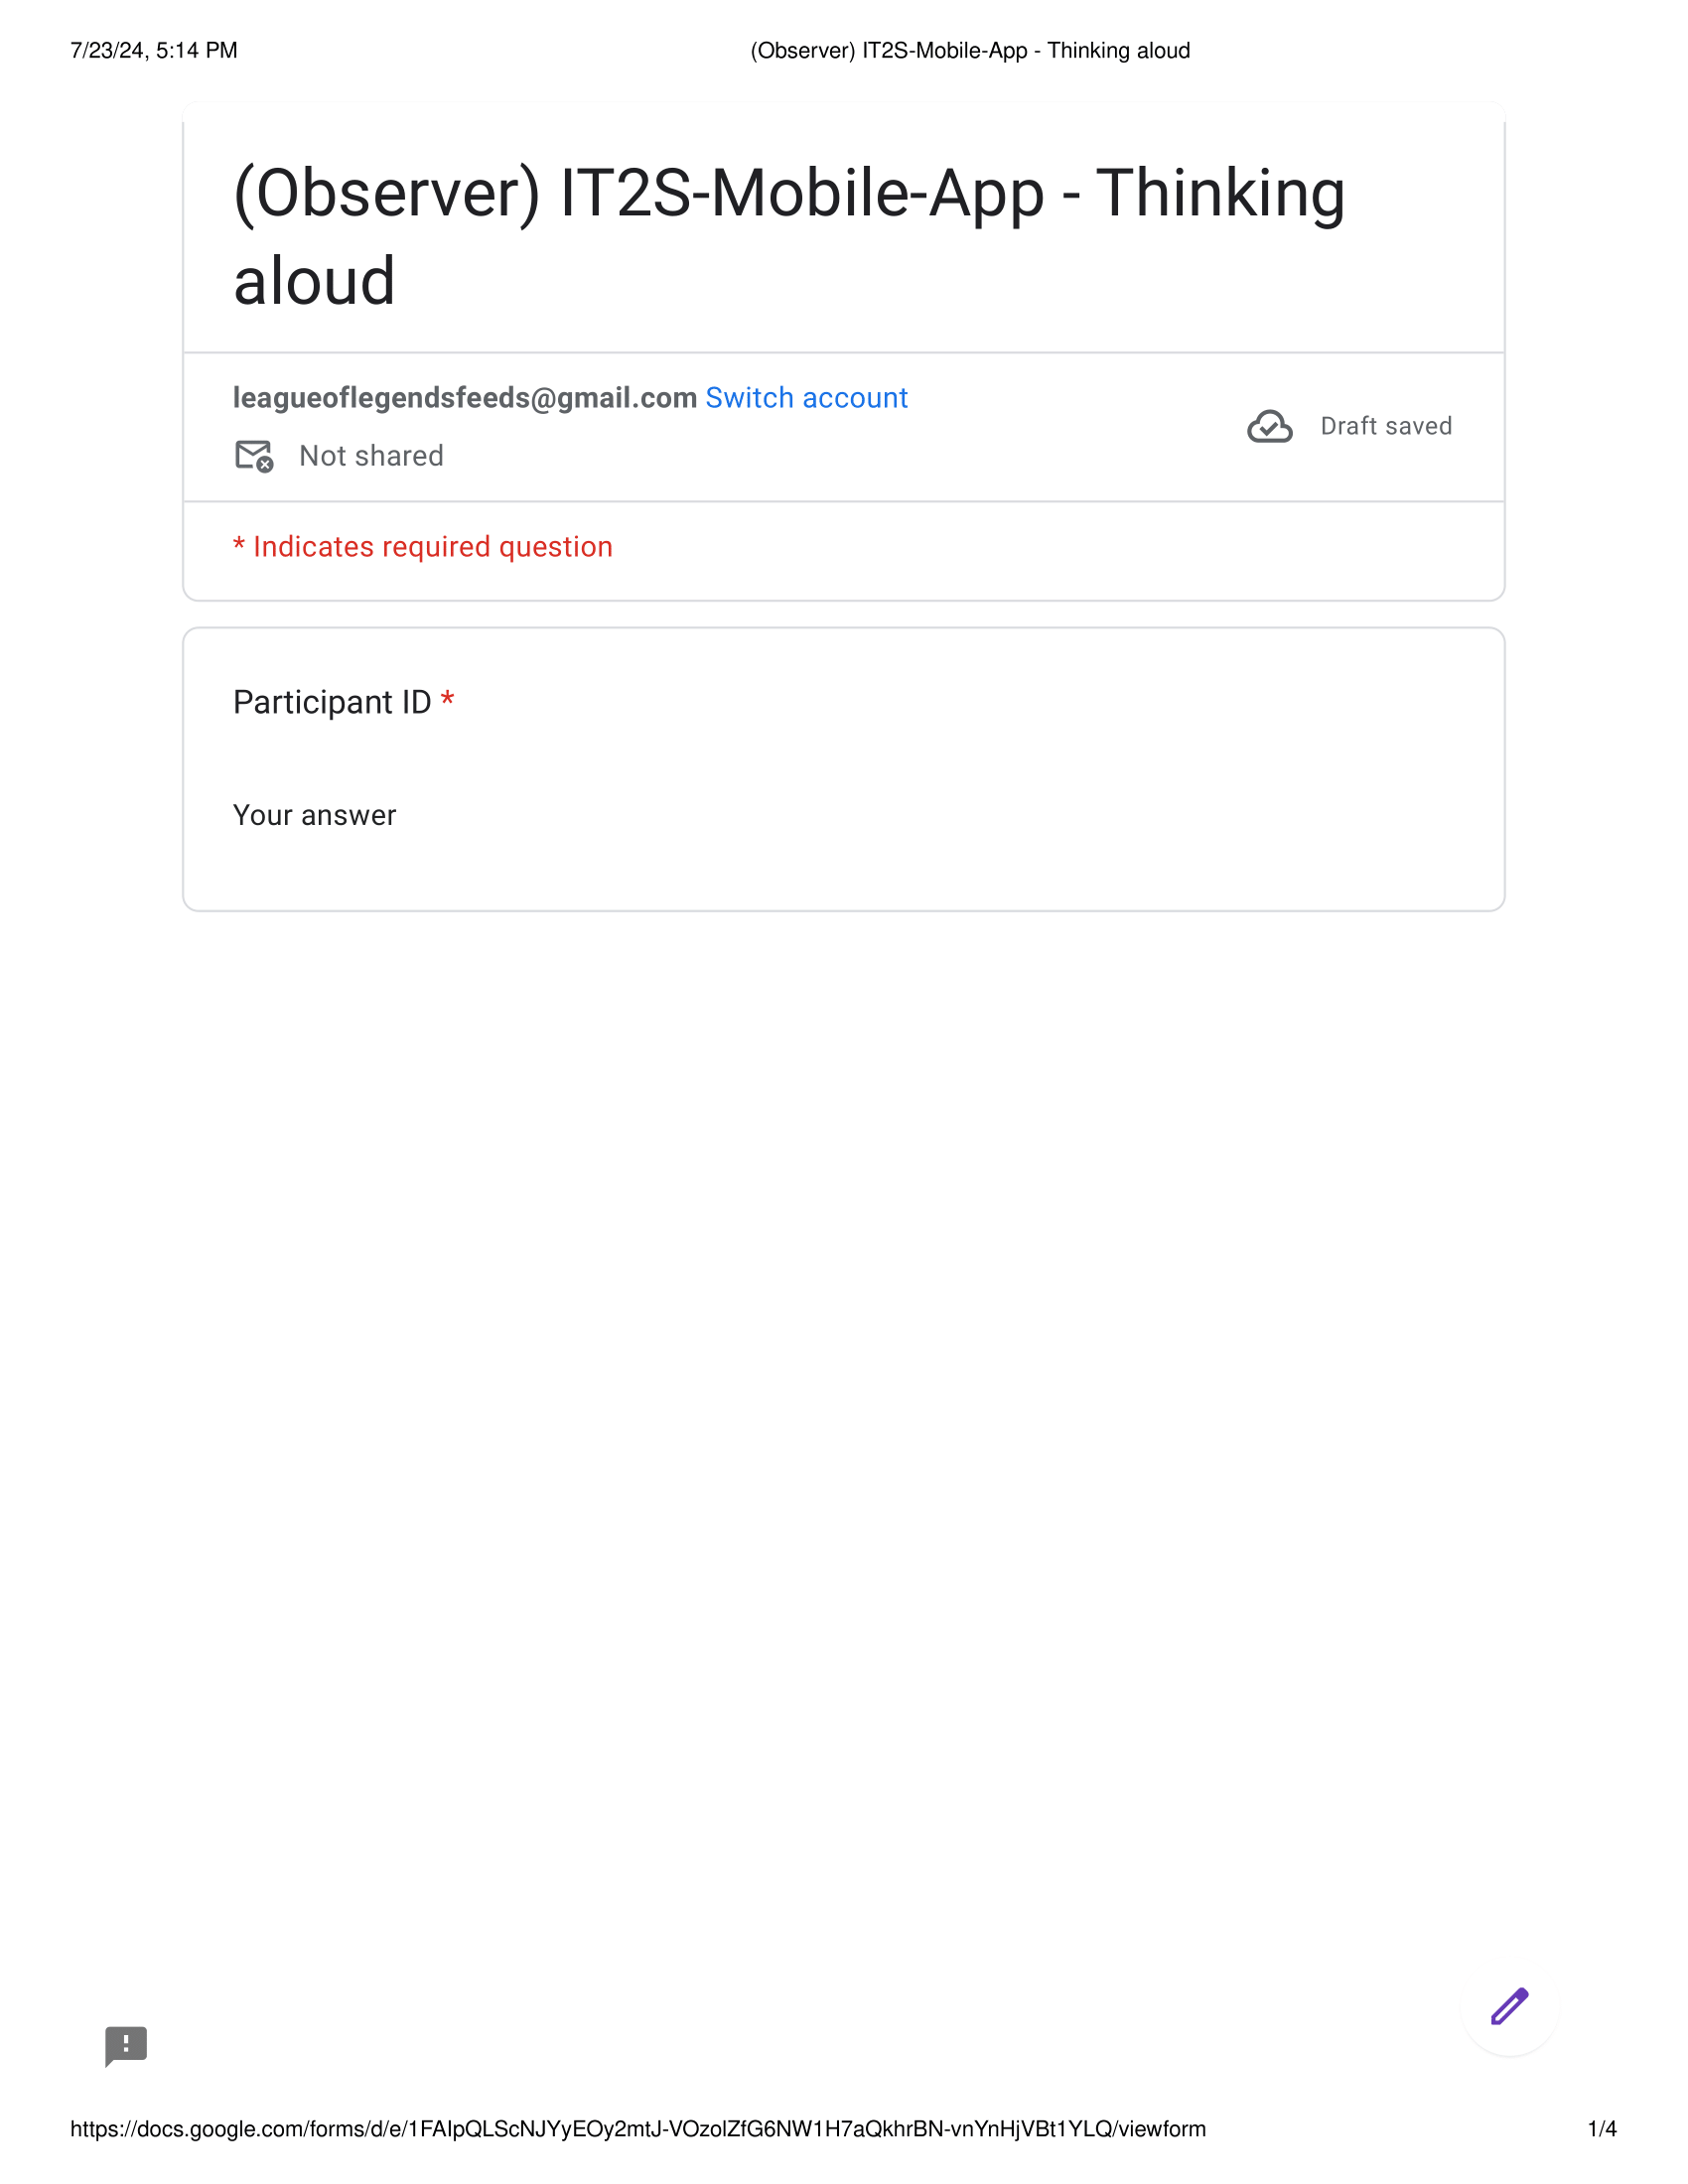 7/23/24, 5:14 PM
(Observer) IT2S-Mobile-App - Thinking aloud
(Observer) IT2S-Mobile-App - Thinking
aloud
leagueoflegendsfeeds@gmail.com Switch account
Not shared
Draft saved
* Indicates required question
Participant ID *
Your answer
https://docs.google.com/forms/d/e/1FAIpQLScNJYyEOy2mtJ-VOzolZfG6NW1H7aQkhrBN-vnYnHjVBt1YLQ/viewform
1/4